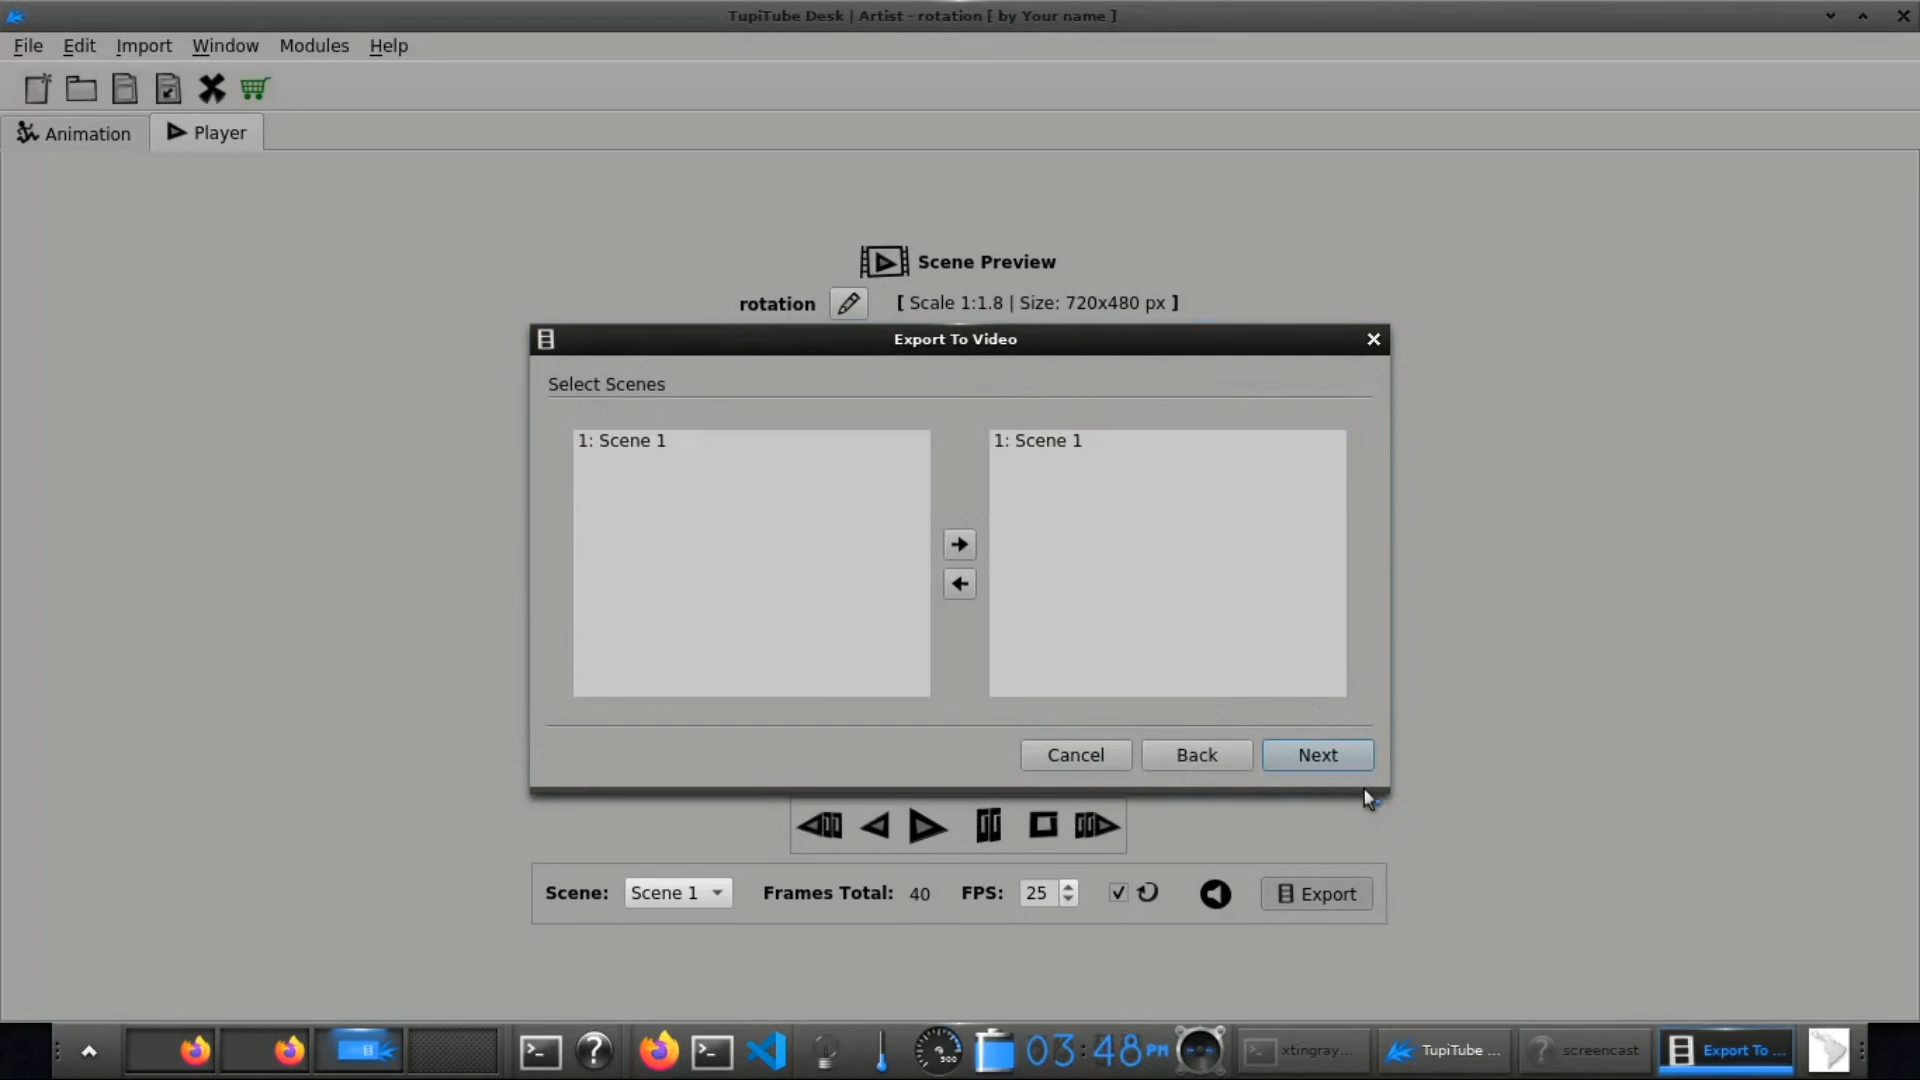 TupiTube Desk | Artist - rotation [ by Your name ]
File Edit Import Window Modules Help
Animation Player
Scene Preview
rotation [ Scale 1:1.8 | Size: 720x480 px ]
Export To Video
Select Scenes
1: Scene 1 1: Scene 1
Cancel Back Next
Scene: Scene 1 Frames Total: 40 FPS: 25 Export
03:48 PM xtingray... TupiTube ... screencast Export To ...